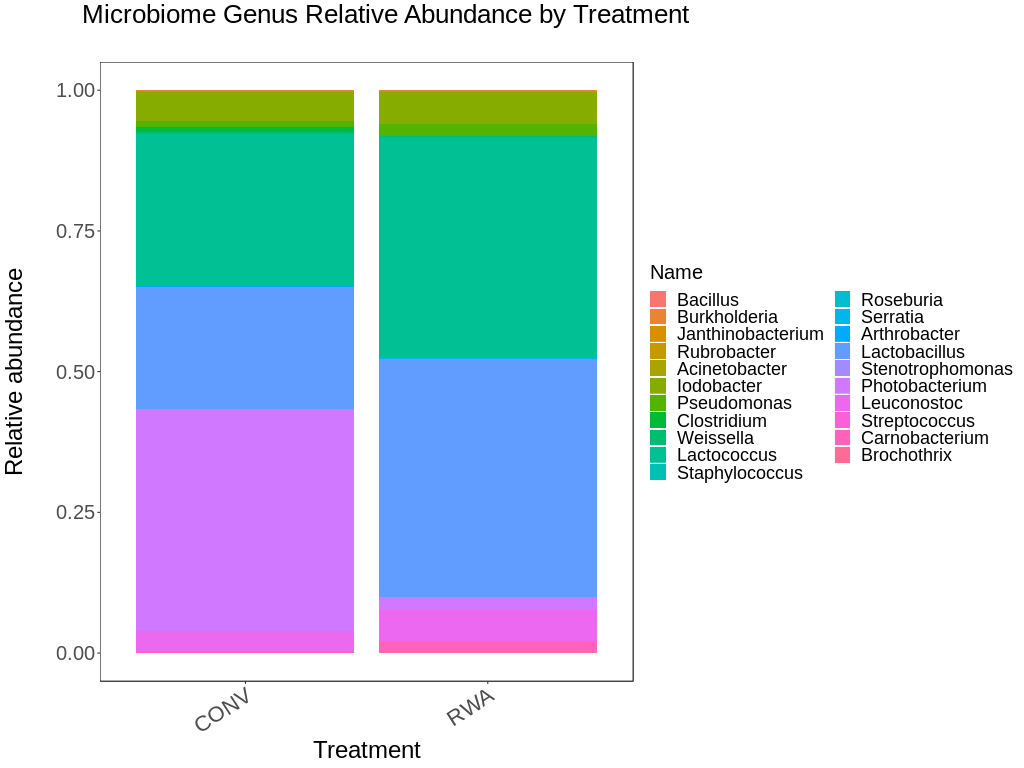 Microbiome Genus Relative Abundance by Treatment
Relative abundance
1.00
0.75
0.50
0.25
0.00
CONV
RWA
Treatment
Name
Bacillus
Burkholderia
Janthinobacterium
Rubrobacter
Acinetobacter
Iodobacter
Pseudomonas
Clostridium
Weissella
Lactococcus
Staphylococcus
Roseburia
Serratia
Arthrobacter
Lactobacillus
Stenotrophomonas
Photobacterium
Leuconostoc
Streptococcus
Carnobacterium
Brochothrix